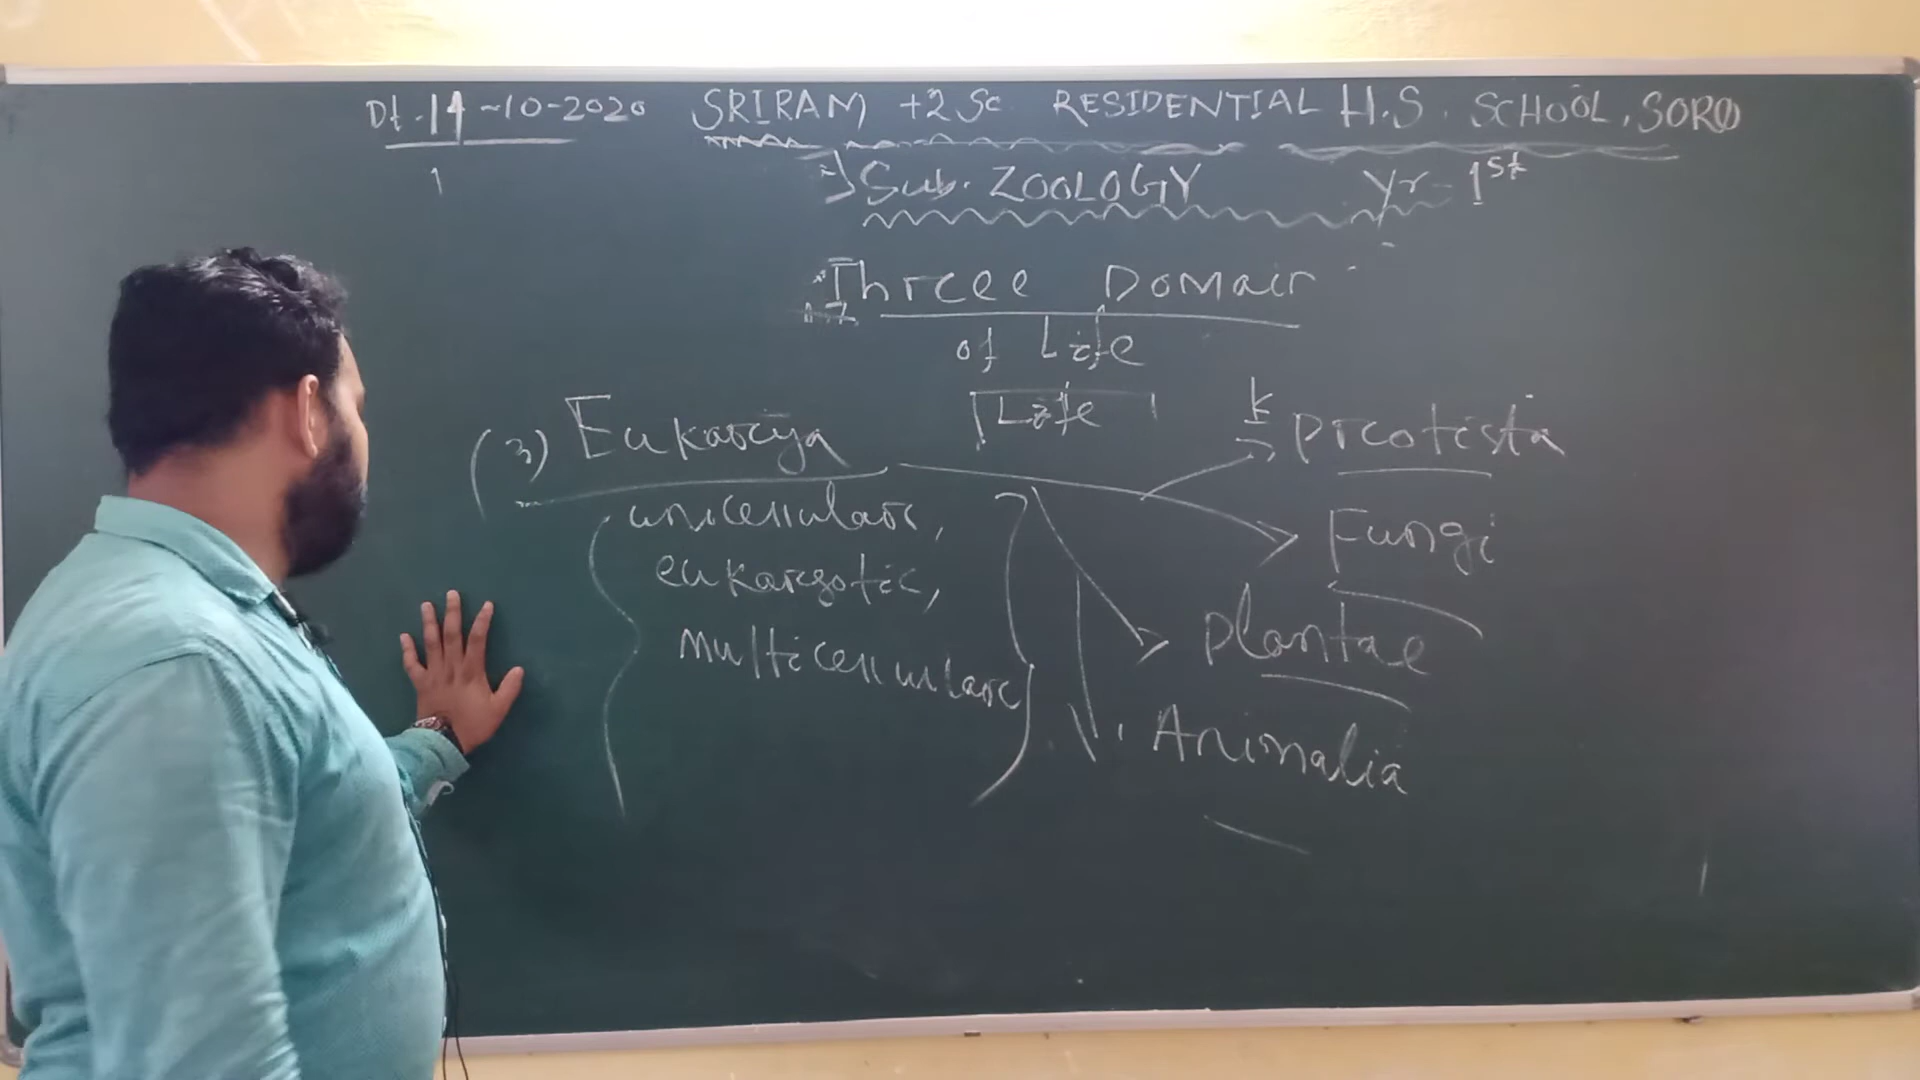 Dt.14-10-2020 SRIRAM +2 Sc RESIDENTIAL H.S. SCHOOL, SORO
1
Sub. ZOOLOGY Yr- 1st
Three Domain
of Life
Life
(3) Eukarya
unicellular,
eukaryotic,
multicellular
k
Protista
Fungi
Plantae
Animalia